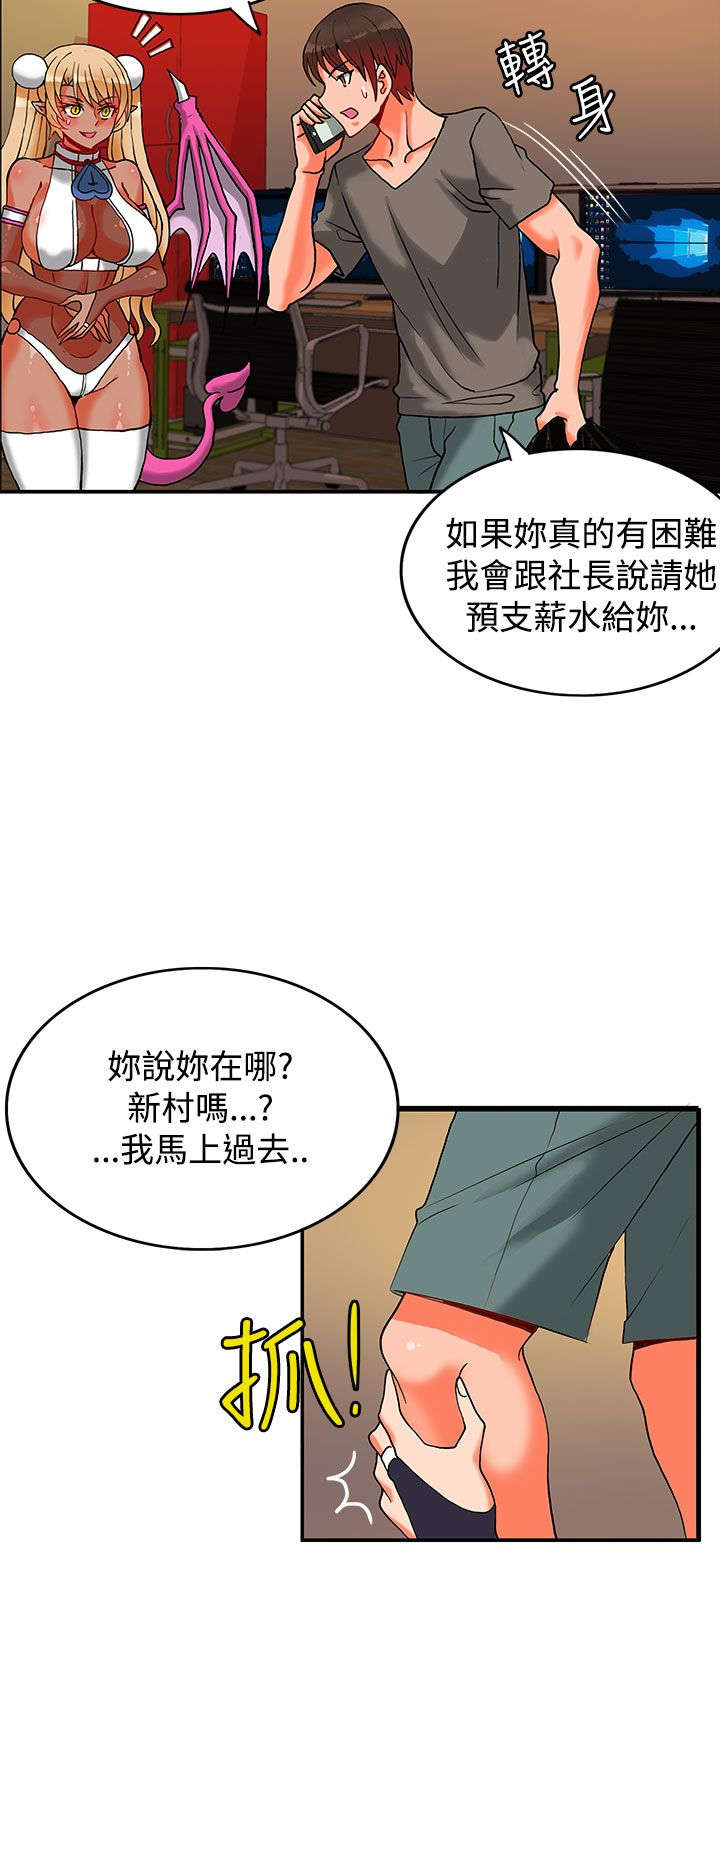 轉
身
如果妳真的有困難
我會跟社長說請她
預支薪水給妳...
妳說妳在哪?
新村嗎...?
...我馬上過去..
抓!